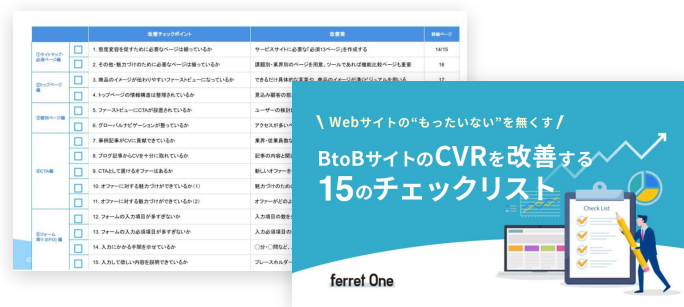 改善チェックポイント 改善策 詳細ページ
①サイトマップ・
必須ページ編
1. 態度変容を促すために必要なページは揃っているか サービスサイトに必要な「必須13ページ」を作成する 14/15
2. その他・魅力づけのために必要なページは揃っているか 課題別・業界別のページを用意、ツールであれば機能比較ページも重要 16
②トップページ
編
3. 商品のイメージが伝わりやすいファーストビューになっているか できるだけ具体的な言葉や、商品のイメージが湧くビジュアルを用いる 17
4. トップページの情報構造は整理されているか 見込み顧客の
③個別ページ編
5. ファーストビューにCTAが設置されているか ユーザーの検討
6. グローバルナビゲーションが整っているか アクセスが多い
④CTA編
7. 事例記事がCVに貢献できているか 業界・従業員数な
8. ブログ記事からCVを十分に取れているか 記事の内容と関
9. CTAとして置けるオファーはあるか 新しいオファーを
10. オファーに対する魅力づけができているか（1） 魅力づけのため
11. オファーに対する魅力づけができているか（2） オファーがどの
⑤フォーム
周り（EFO）編
12. フォームの入力項目が多すぎないか 入力項目の数を
13. フォームの入力必須項目が多すぎないか 入力必須項目の
14. 入力にかかる手間を示せているか 〇分・〇問など、
15. 入力して欲しい内容を説明できているか プレースホルダー
\ Webサイトの“もったいない”を無くす /
BtoBサイトのCVRを改善する
15のチェックリスト
Check List
ferret One